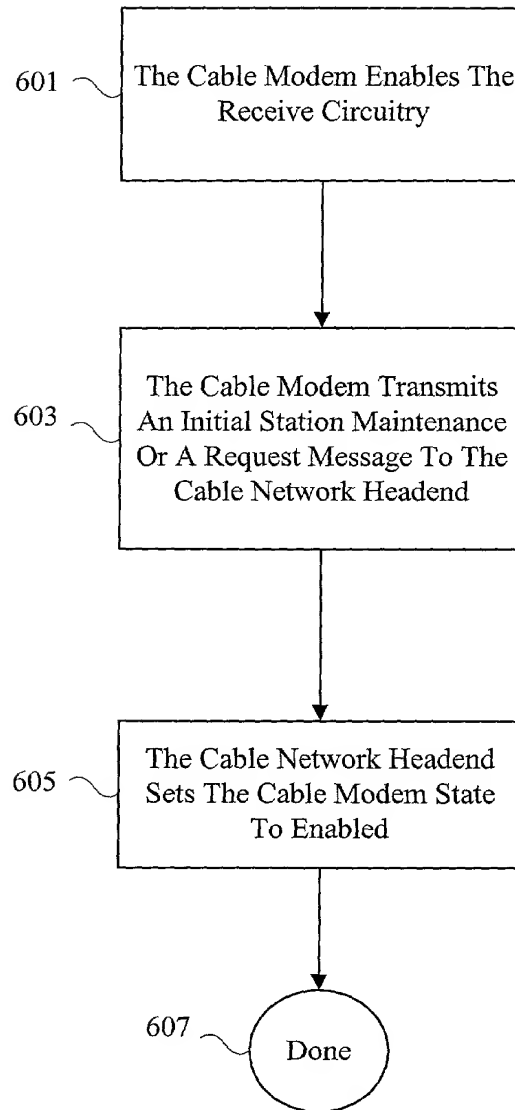 601
The Cable Modem Enables The
Receive Circuitry
603
The Cable Modem Transmits
An Initial Station Maintenance
Or A Request Message To The
Cable Network Headend
605
The Cable Network Headend
Sets The Cable Modem State
To Enabled
607
Done